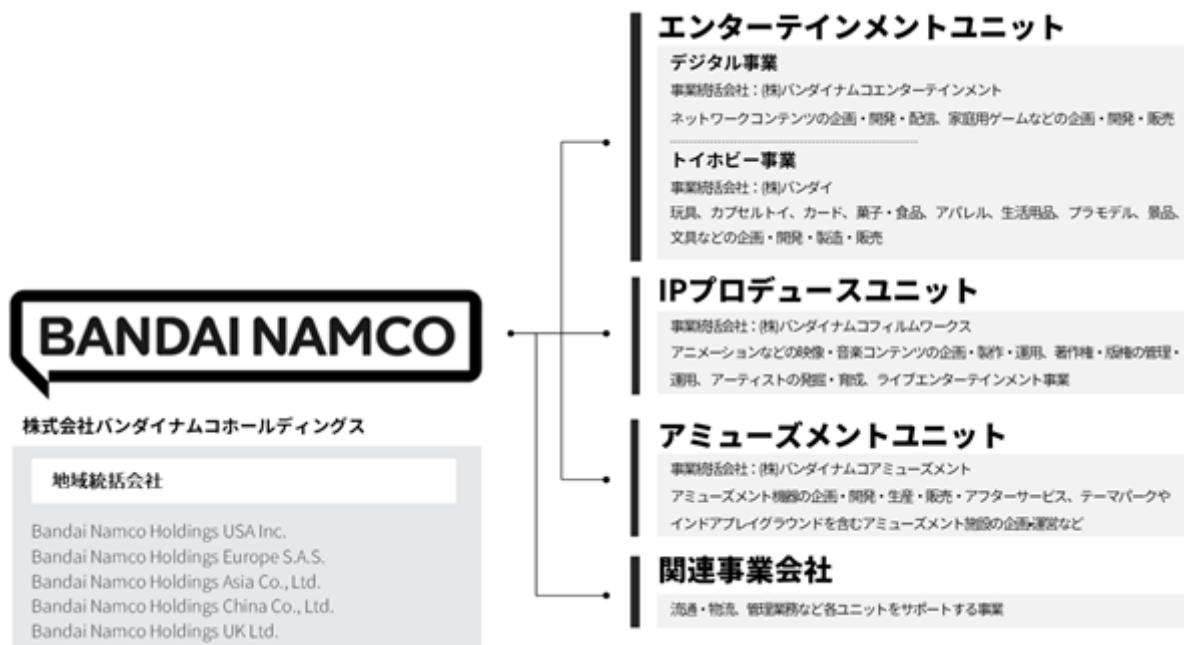 BANDAI NAMCO
株式会社バンダイナムコホールディングス
地域統括会社
Bandai Namco Holdings USA Inc.
Bandai Namco Holdings Europe S.A.S.
Bandai Namco Holdings Asia Co., Ltd.
Bandai Namco Holdings China Co., Ltd.
Bandai Namco Holdings UK Ltd.
エンターテインメントユニット
デジタル事業
事業統括会社：(株)バンダイナムコエンターテインメント
ネットワークコンテンツの企画・開発・配信、家庭用ゲームなどの企画・開発・販売
トイホビー事業
事業統括会社：(株)バンダイ
玩具、カプセルトイ、カード、菓子・食品、アパレル、生活用品、プラモデル、景品、
文具などの企画・開発・製造・販売
IPプロデュースユニット
事業統括会社：(株)バンダイナムコフィルムワークス
アニメーションなどの映像・音楽コンテンツの企画・製作・運用、著作権・版権の管理・
運用、アーティストの発掘・育成、ライブエンターテインメント事業
アミューズメントユニット
事業統括会社：(株)バンダイナムコアミューズメント
アミューズメント機器の企画・開発・生産・販売・アフターサービス、テーマパークや
インドアプレイグラウンドを含むアミューズメント施設の企画・運営など
関連事業会社
流通・物流、管理業務など各ユニットをサポートする事業